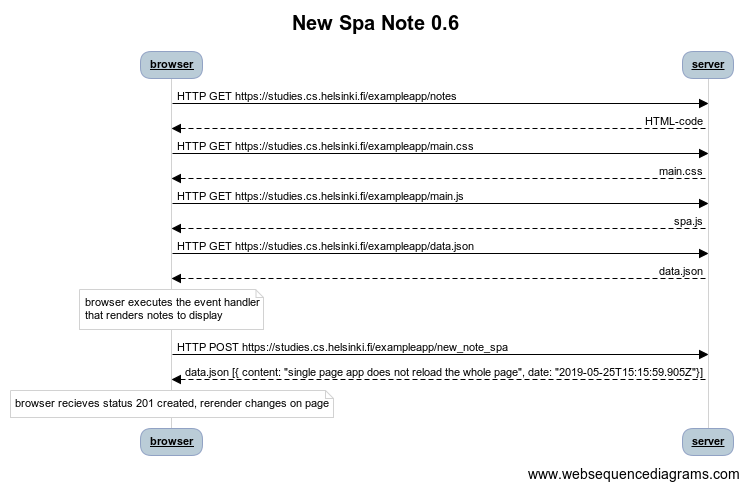 New Spa Note 0.6
browser server
HTTP GET https://studies.cs.helsinki.fi/exampleapp/notes
HTML-code
HTTP GET https://studies.cs.helsinki.fi/exampleapp/main.css
main.css
HTTP GET https://studies.cs.helsinki.fi/exampleapp/main.js
spa.js
HTTP GET https://studies.cs.helsinki.fi/exampleapp/data.json
data.json
browser executes the event handler
that renders notes to display
HTTP POST https://studies.cs.helsinki.fi/exampleapp/new_note_spa
data.json [{ content: "single page app does not reload the whole page", date: "2019-05-25T15:15:59.905Z"}]
browser recieves status 201 created, rerender changes on page
browser server
www.websequencediagrams.com